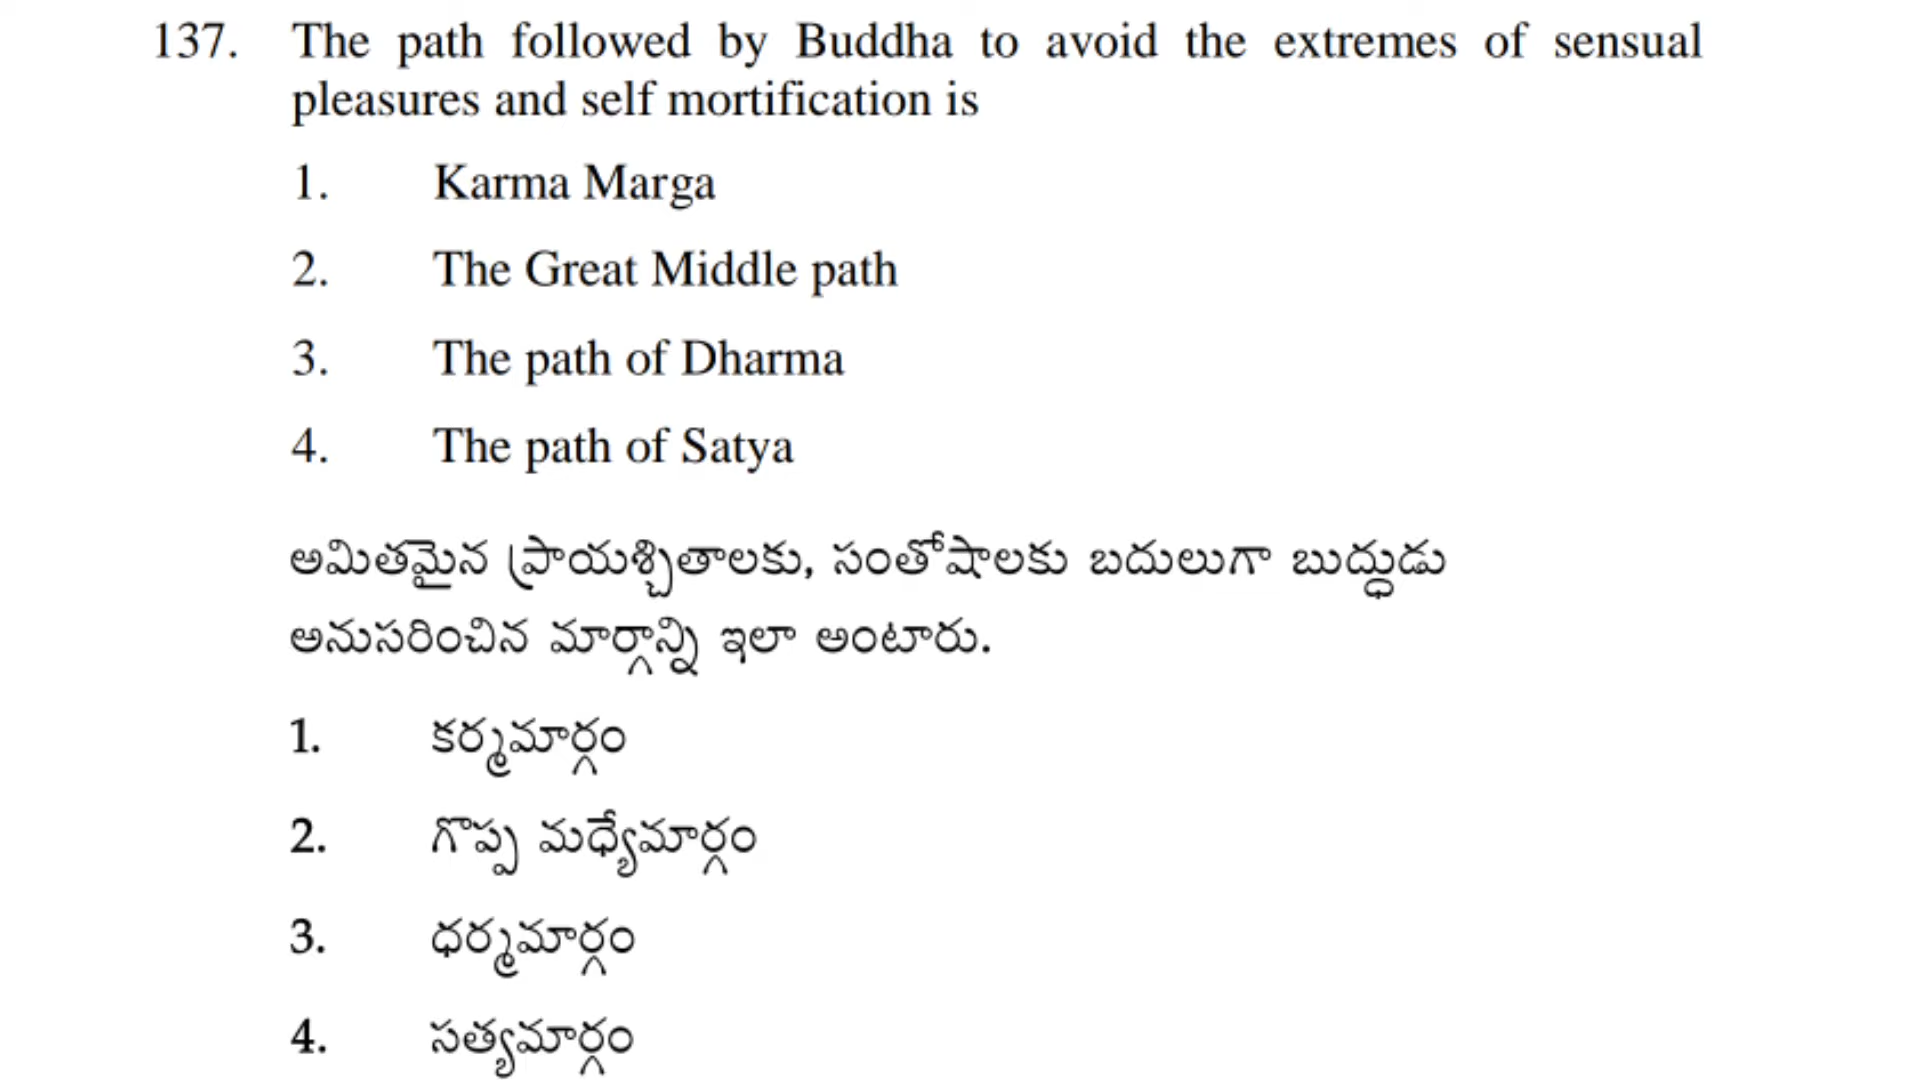 137. The path followed by Buddha to avoid the extremes of sensual
pleasures and self mortification is
1. Karma Marga
2. The Great Middle path
3. The path of Dharma
4. The path of Satya
అమితమైన ప్రాయశ్చితాలకు, సంతోషాలకు బదులుగా బుద్ధుడు
అనుసరించిన మార్గాన్ని ఇలా అంటారు.
1. కర్మమార్గం
2. గొప్ప మధ్యేమార్గం
3. ధర్మమార్గం
4. సత్యమార్గం